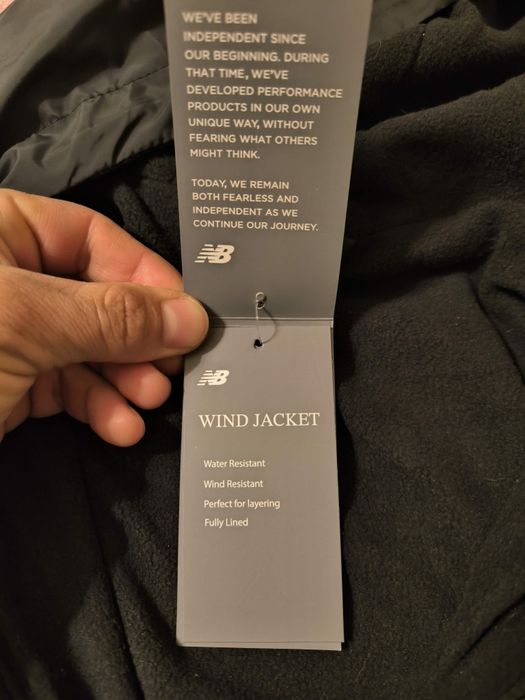 WE'VE BEEN
INDEPENDENT SINCE
OUR BEGINNING. DURING
THAT TIME, WE'VE
DEVELOPED PERFORMANCE
PRODUCTS IN OUR OWN
UNIQUE WAY, WITHOUT
FEARING WHAT OTHERS
MIGHT THINK.
TODAY, WE REMAIN
BOTH FEARLESS AND
INDEPENDENT AS WE
CONTINUE OUR JOURNEY.
NB
NB
WIND JACKET
Water Resistant
Wind Resistant
Perfect for layering
Fully Lined